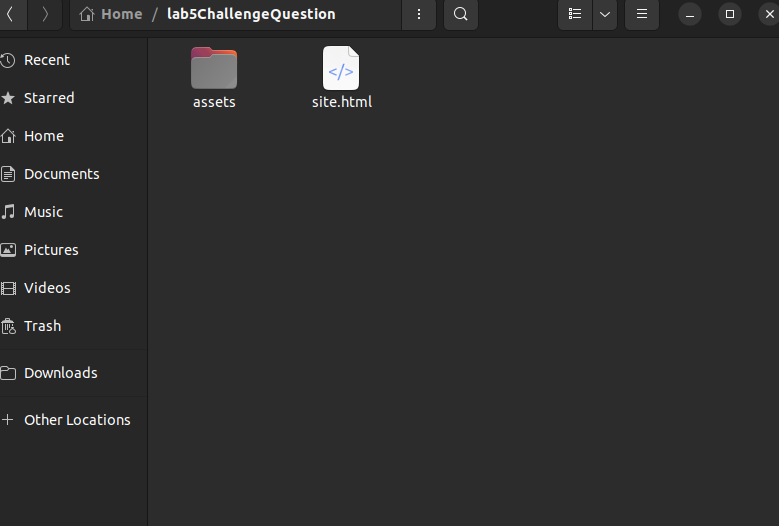 Home / lab5ChallengeQuestion
Recent
Starred
Home
Documents
Music
Pictures
Videos
Trash
Downloads
Other Locations
assets
</>
site.html